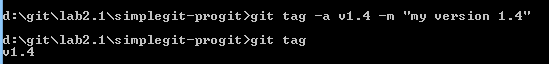 d:\git\lab2.1\simplegit-progit>git tag -a v1.4 -m "my version 1.4"
d:\git\lab2.1\simplegit-progit>git tag
v1.4